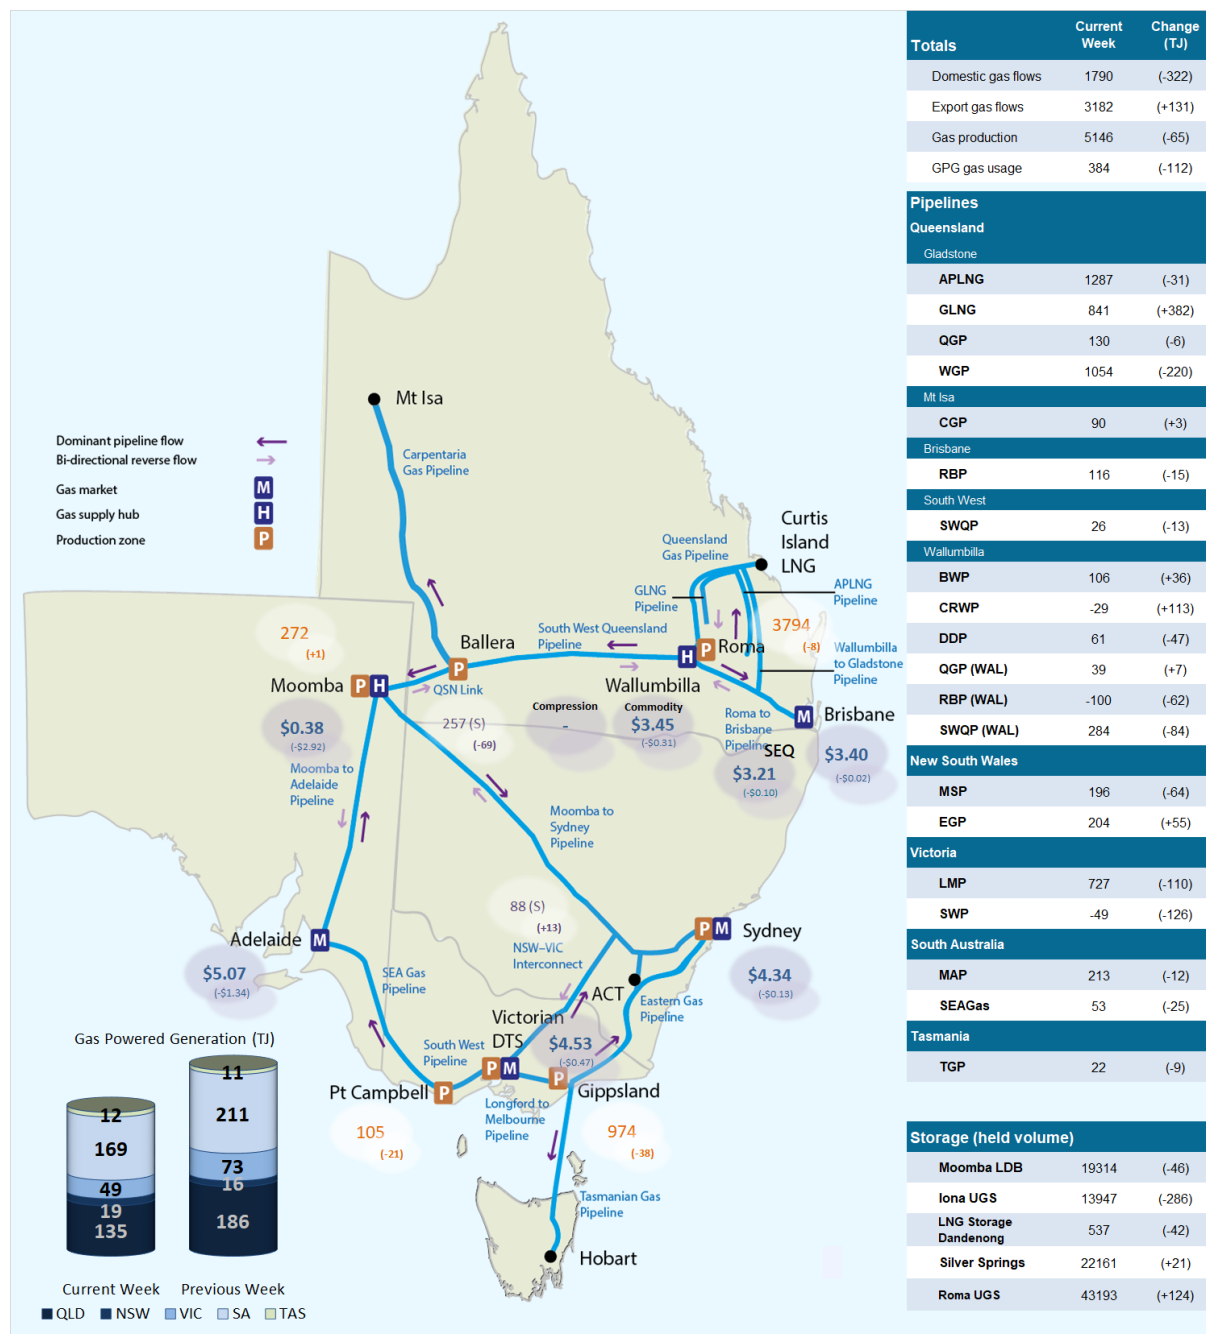 Mt Isa
Dominant pipeline flow
Bi-directional reverse flow
Gas market M
Gas supply hub H
Production zone P
Carpentaria
Gas Pipeline
Curtis
Island
LNG
Queensland
Gas Pipeline
APLNG
Pipeline
GLNG
Pipeline
272
(+1)
Ballera
South West Queensland
Pipeline
P
H P Roma
3794
(-8)
Wallumbilla
to Gladstone
Pipeline
Moomba P H
QSN Link
Wallumbilla
$0.38
(-$2.92)
257 (S)
(-69)
Compression
-
Commodity
$3.45
(-$0.31)
Roma to
Brisbane
Pipeline
M Brisbane
SEQ
$3.21
(-$0.10)
$3.40
(-$0.02)
Moomba to
Adelaide
Pipeline
Moomba to
Sydney
Pipeline
88 (S)
(+13)
NSW–VIC
Interconnect
Adelaide M
P M Sydney
$5.07
(-$1.34)
SEA Gas
Pipeline
$4.34
(-$0.13)
ACT
Eastern Gas
Pipeline
Victorian
DTS
$4.53
(-$0.47)
South West
Pipeline
P M
P
Gippsland
Pt Campbell P
Longford to
Melbourne
Pipeline
105
(-21)
974
(-38)
Tasmanian Gas
Pipeline
Hobart
Gas Powered Generation (TJ)
12
169
49
19
135
11
211
73
16
186
Current Week Previous Week
QLD NSW VIC SA TAS
Totals Current Week Change (TJ)
Domestic gas flows 1790 (-322)
Export gas flows 3182 (+131)
Gas production 5146 (-65)
GPG gas usage 384 (-112)
Pipelines
Queensland
Gladstone
APLNG 1287 (-31)
GLNG 841 (+382)
QGP 130 (-6)
WGP 1054 (-220)
Mt Isa
CGP 90 (+3)
Brisbane
RBP 116 (-15)
South West
SWQP 26 (-13)
Wallumbilla
BWP 106 (+36)
CRWP -29 (+113)
DDP 61 (-47)
QGP (WAL) 39 (+7)
RBP (WAL) -100 (-62)
SWQP (WAL) 284 (-84)
New South Wales
MSP 196 (-64)
EGP 204 (+55)
Victoria
LMP 727 (-110)
SWP -49 (-126)
South Australia
MAP 213 (-12)
SEAGas 53 (-25)
Tasmania
TGP 22 (-9)
Storage (held volume)
Moomba LDB 19314 (-46)
Iona UGS 13947 (-286)
LNG Storage
Dandenong 537 (-42)
Silver Springs 22161 (+21)
Roma UGS 43193 (+124)